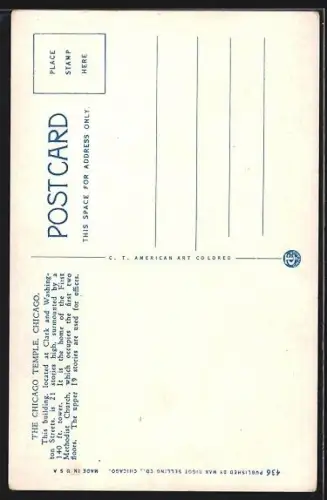 THE CHICAGO TEMPLE, CHICAGO.
This building, located at Clark and Washing-
ton Streets, is 21 stories high, surmounted by a
140 ft. tower. It is the home of the First
Methodist Church, which occupies the first two
floors. The upper 19 stories are used for offices.
POST CARD
THIS SPACE FOR ADDRESS ONLY.
PLACE
STAMP
HERE
C. T. AMERICAN ART COLORED
436 PUBLISHED BY MAX RIGOT SELLING CO., CHICAGO. MADE IN U S A